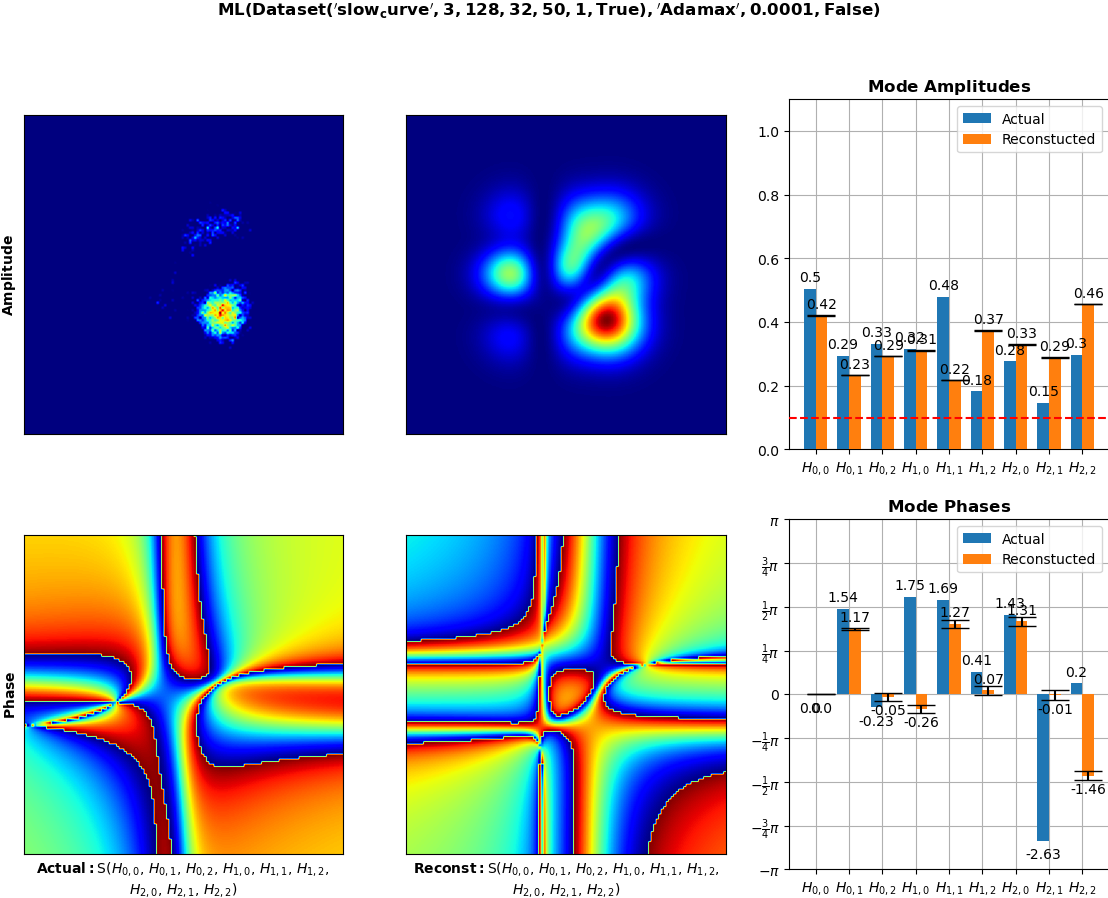 ML(Dataset('slow_curve', 3, 128, 32, 50, 1, True), 'Adamax', 0.0001, False)
Amplitude
Mode Amplitudes
Actual
Reconstucted
1.0
0.8
0.6
0.4
0.2
0.0
0.5
0.42
0.29
0.23
0.33
0.29
0.32
0.31
0.48
0.22
0.18
0.37
0.28
0.33
0.15
0.29
0.3
0.46
H0,0 H0,1 H0,2 H1,0 H1,1 H1,2 H2,0 H2,1 H2,2
Phase
Actual: S(H0,0, H0,1, H0,2, H1,0, H1,1, H1,2,
H2,0, H2,1, H2,2)
Reconst: S(H0,0, H0,1, H0,2, H1,0, H1,1, H1,2,
H2,0, H2,1, H2,2)
Mode Phases
Actual
Reconstucted
π
3/4π
1/2π
1/4π
0
−1/4π
−1/2π
−3/4π
−π
0.0
0.0
1.54
1.17
-0.23
-0.05
1.75
-0.26
1.69
1.27
0.41
0.07
1.43
1.31
-2.63
-0.01
0.2
-1.46
H0,0 H0,1 H0,2 H1,0 H1,1 H1,2 H2,0 H2,1 H2,2